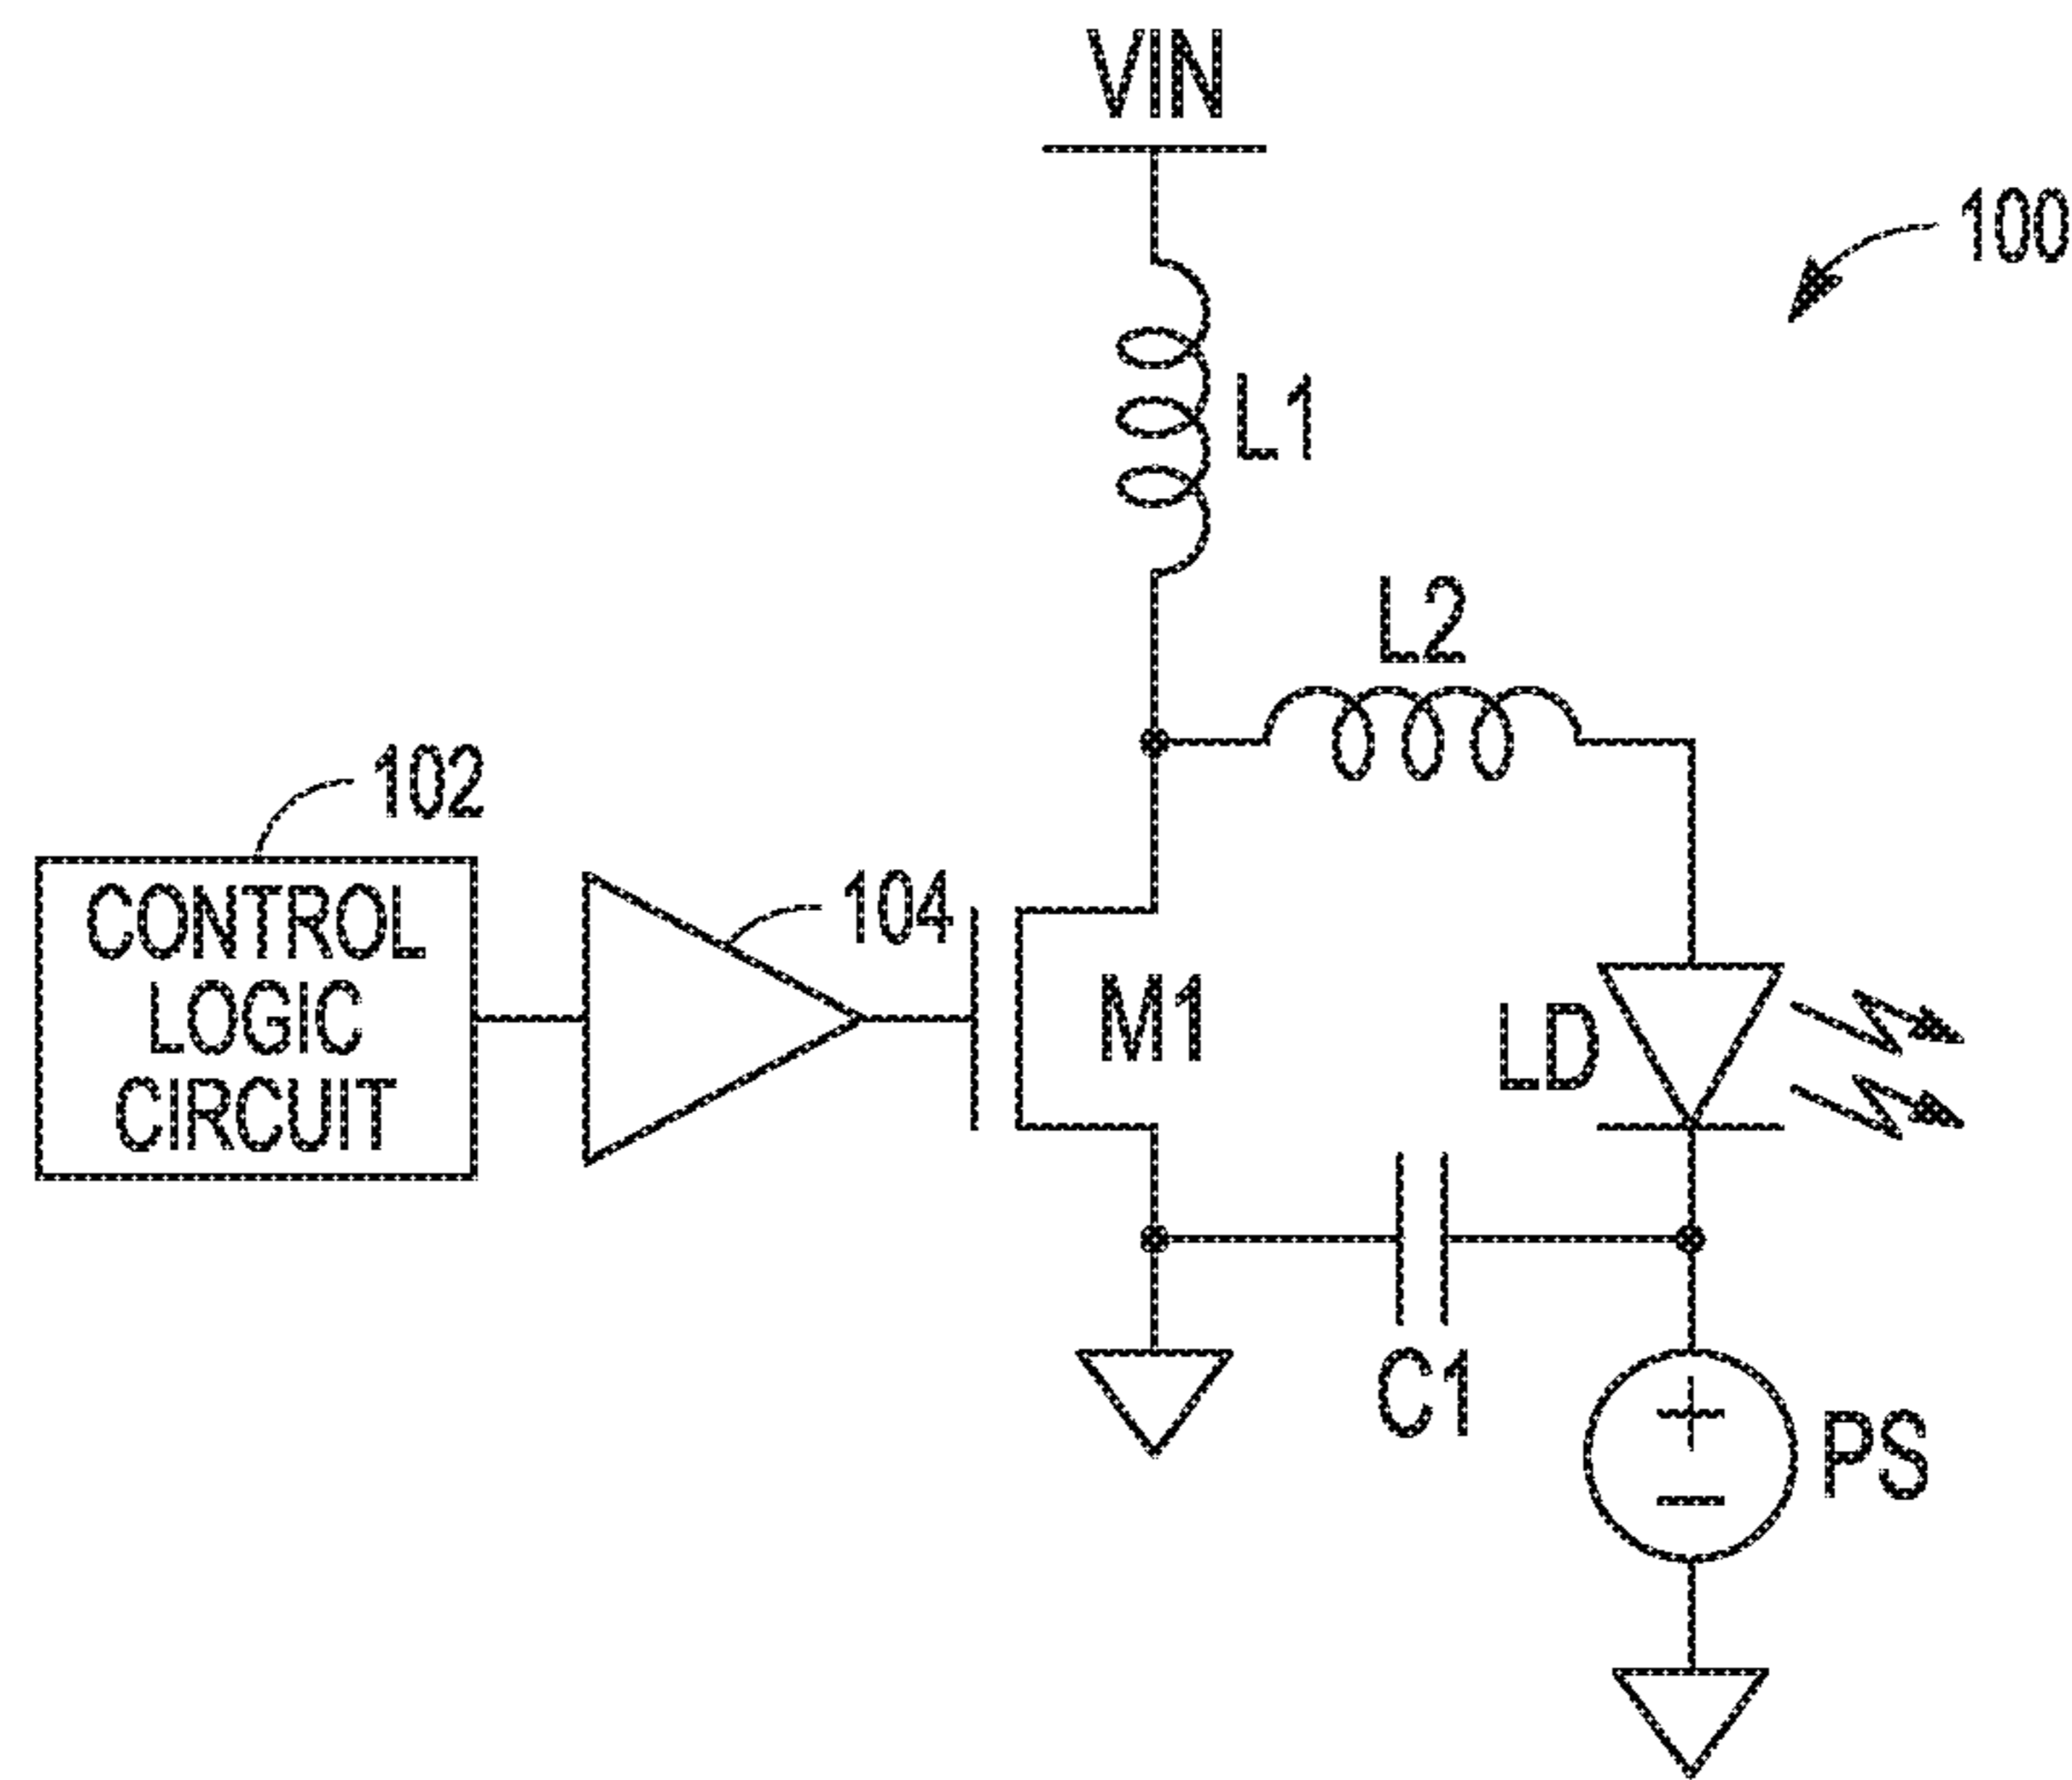 VIN
100
L1
L2
102
CONTROL
LOGIC
CIRCUIT
104
M1
LD
C1
PS